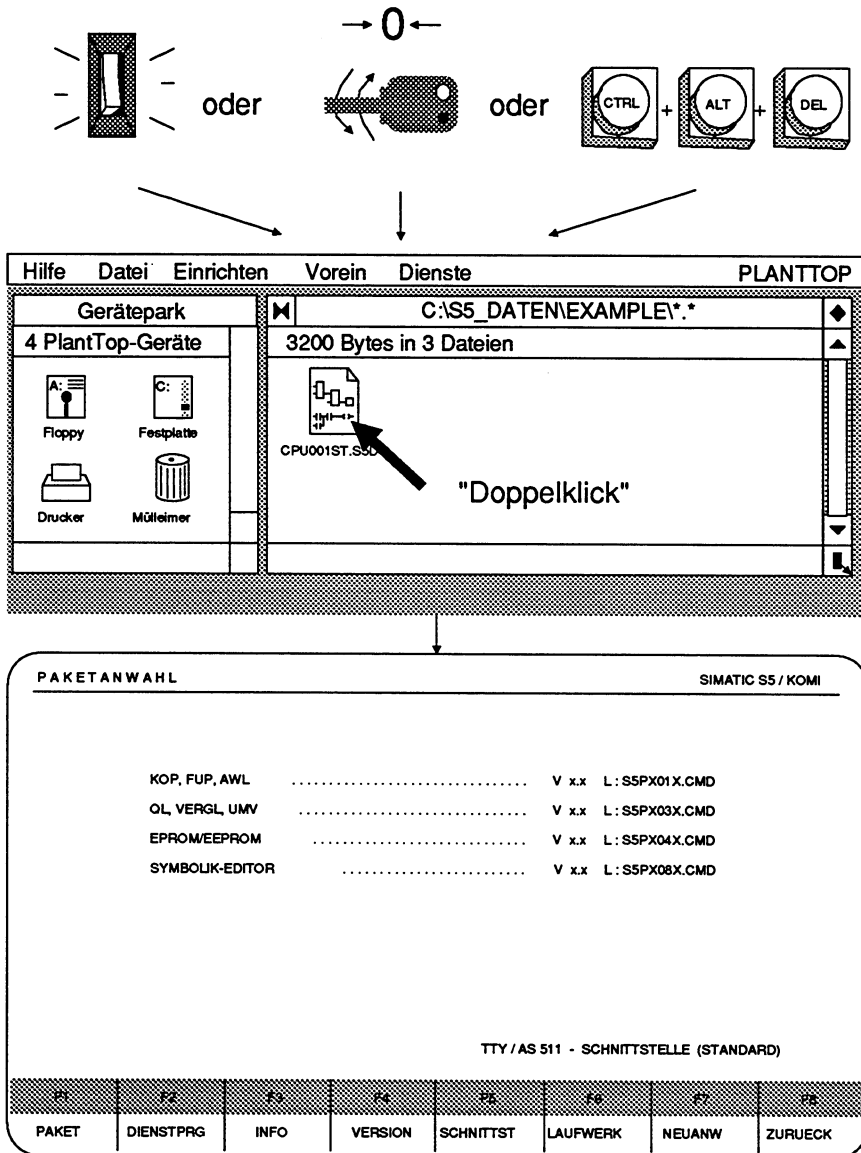 0
oder
oder
CTRL + ALT + DEL
Hilfe Datei Einrichten Vorein Dienste PLANTTOP
Gerätepark
C:\S5_DATEN\EXAMPLE\*.*
4 PlantTop-Geräte
3200 Bytes in 3 Dateien
A:
C:
Floppy
Festplatte
CPU001ST.S5D
"Doppelklick"
Drucker
Mülleimer
PAKETANWAHL SIMATIC S5 / KOMI
KOP, FUP, AWL .............................. V x.x L : S5PX01X.CMD
QL, VERGL, UMV ............................. V x.x L : S5PX03X.CMD
EPROM/EEPROM ........................... V x.x L : S5PX04X.CMD
SYMBOLIK-EDITOR ....................... V x.x L : S5PX08X.CMD
TTY / AS 511 - SCHNITTSTELLE (STANDARD)
F1 F2 F3 F4 F5 F6 F7 F8
PAKET DIENSTPRG INFO VERSION SCHNITTST LAUFWERK NEUANW ZURUECK